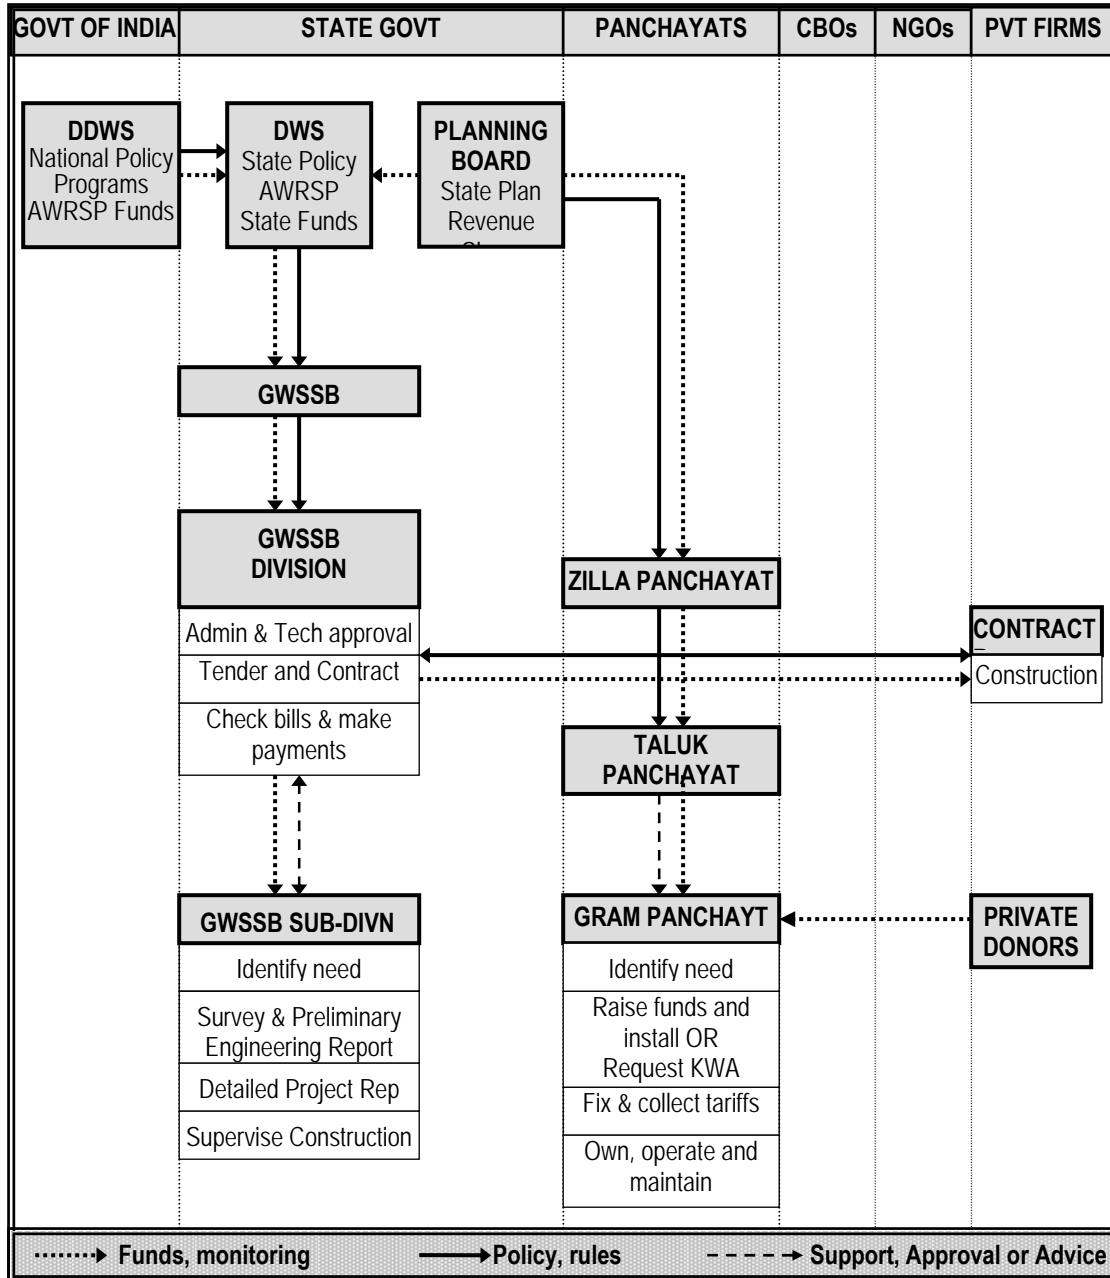 GOVT OF INDIA STATE GOVT PANCHAYATS CBOs NGOs PVT FIRMS
DDWS
National Policy
Programs
AWRSP Funds
DWS
State Policy
AWRSP
State Funds
PLANNING
BOARD
State Plan
Revenue
GWSSB
GWSSB
DIVISION
Admin & Tech approval
Tender and Contract
Check bills & make
payments
ZILLA PANCHAYAT
CONTRACT
Construction
TALUK
PANCHAYAT
GWSSB SUB-DIVN
Identify need
Survey & Preliminary
Engineering Report
Detailed Project Rep
Supervise Construction
GRAM PANCHAYT
Identify need
Raise funds and
install OR
Request KWA
Fix & collect tariffs
Own, operate and
maintain
PRIVATE
DONORS
Funds, monitoring Policy, rules Support, Approval or Advice